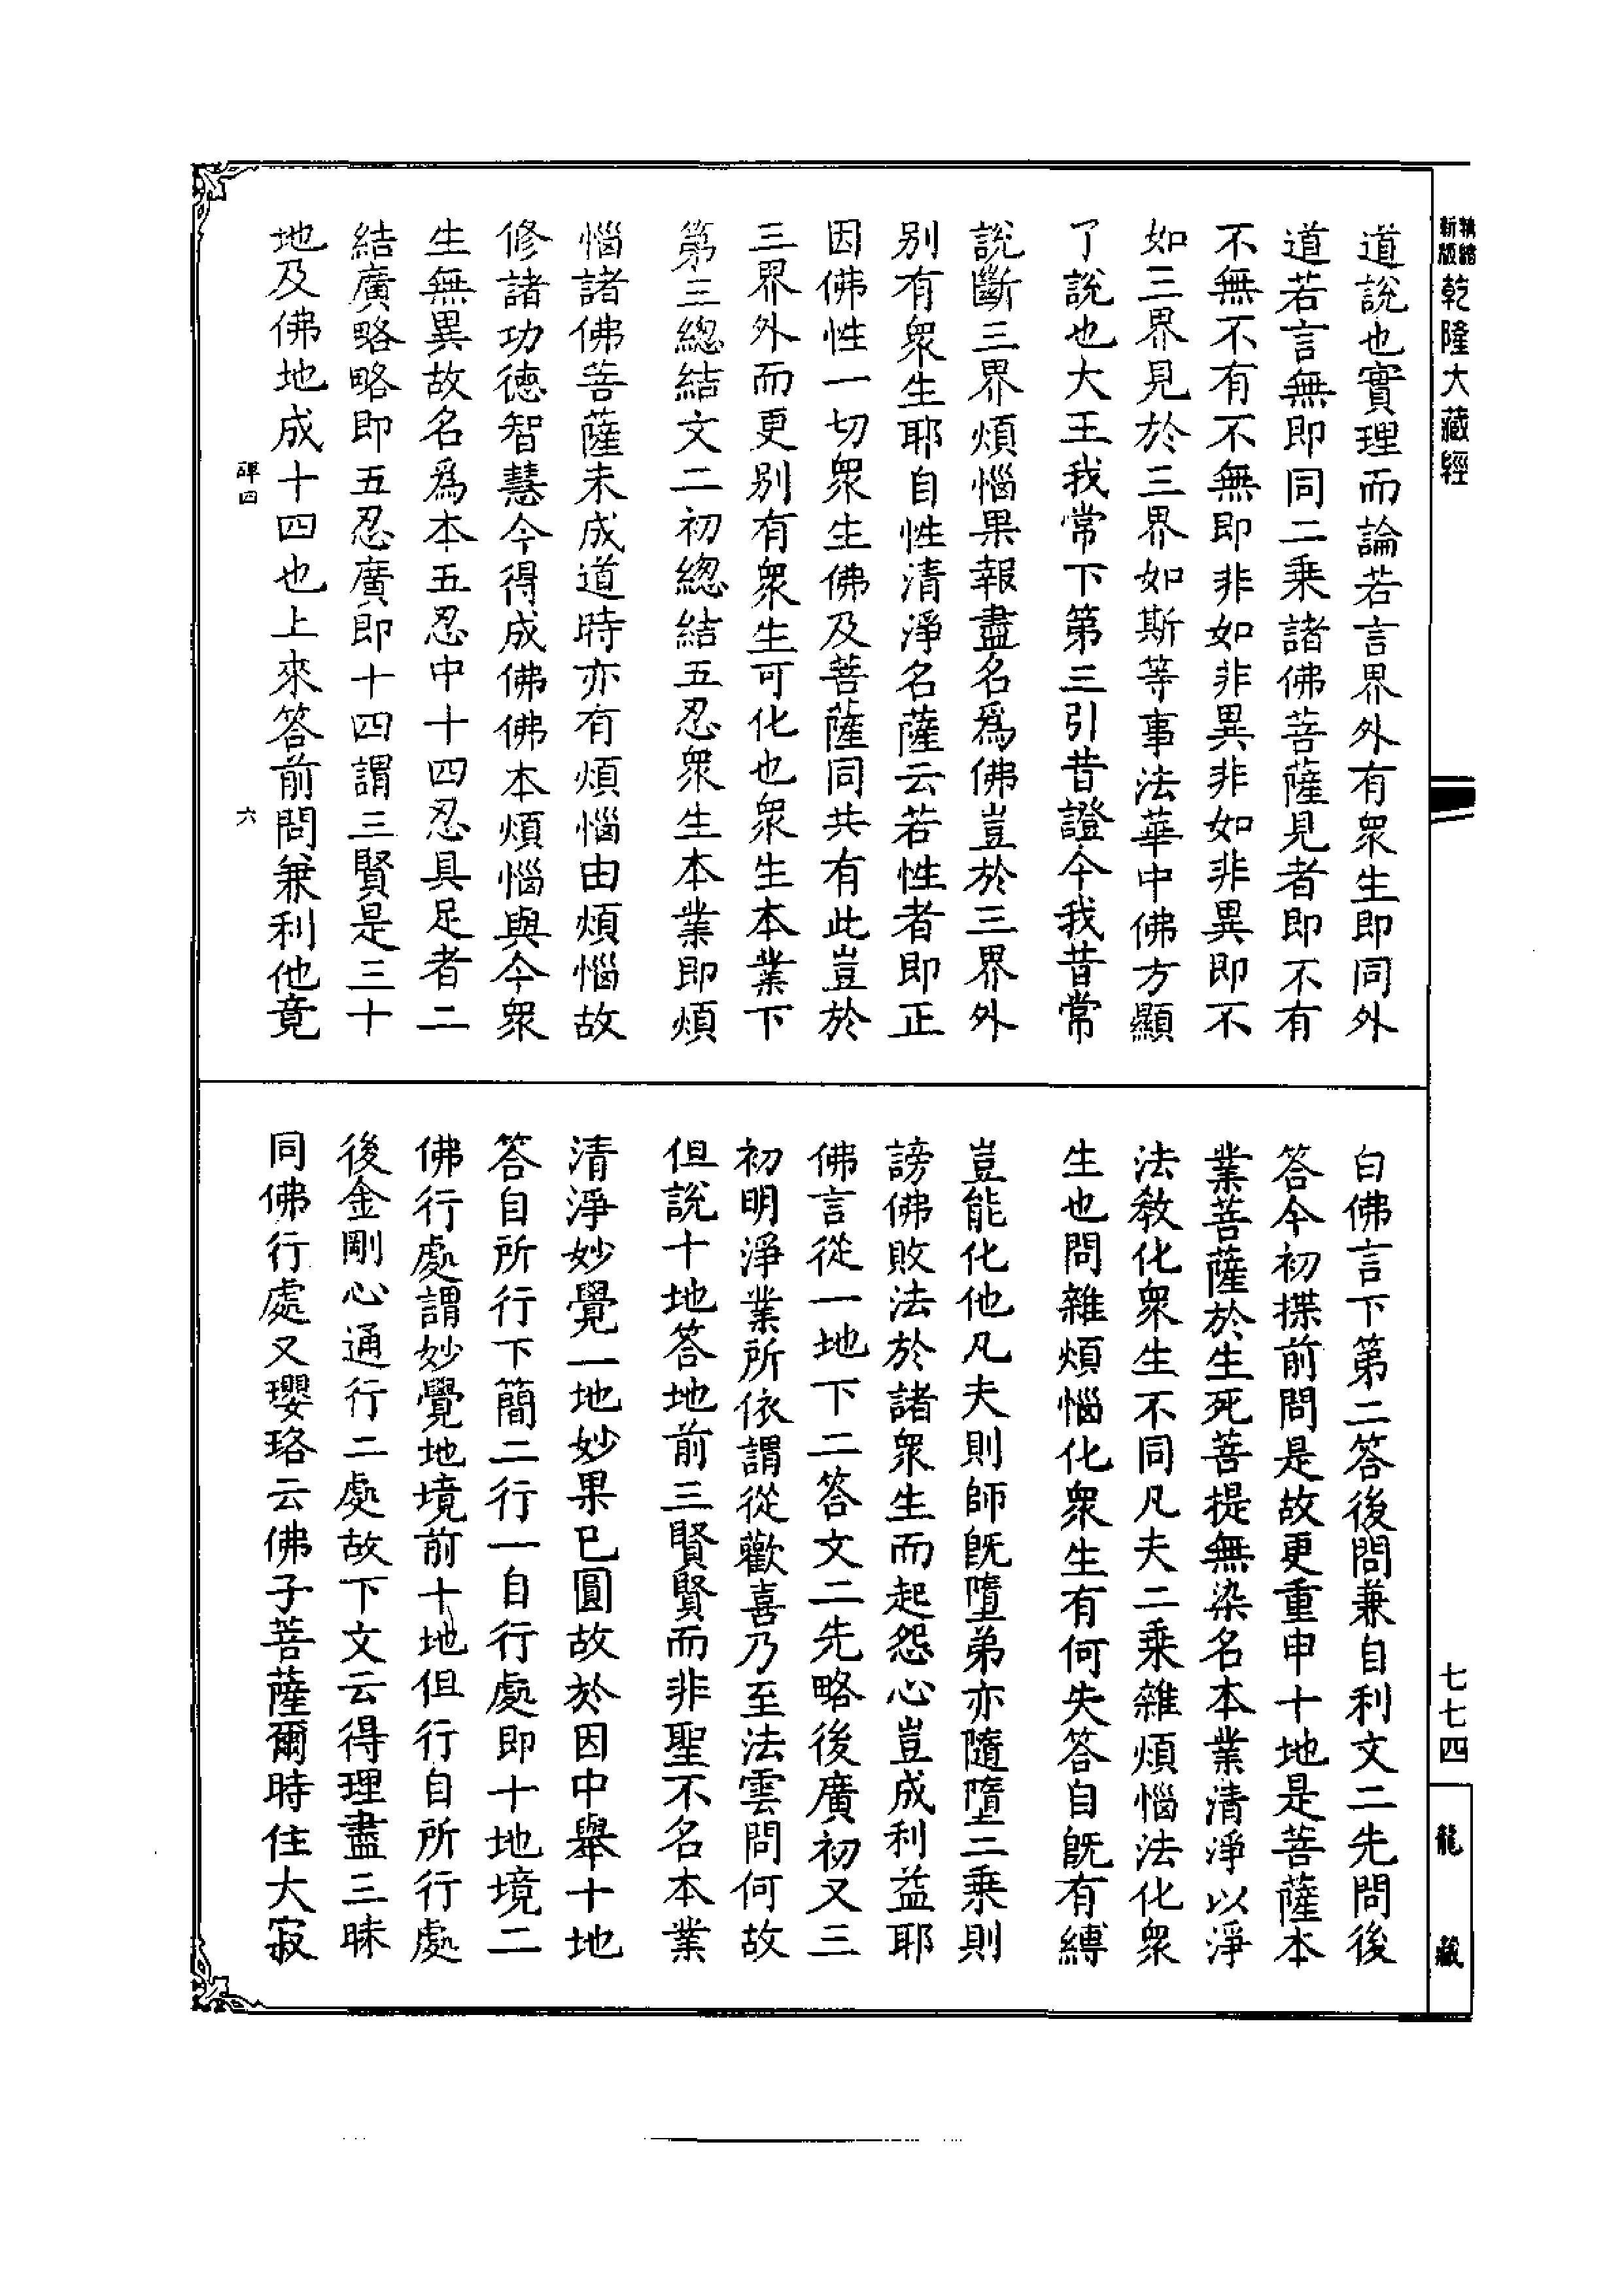 精縮
新版
乾隆大藏經
七七四
龍藏
道說也實理而論若言界外有衆生即同外
道若言無即同二乘諸佛菩薩見者即不有
不無不有不無即非如非異非如非異即不
如三界見於三界如斯等事法華中佛方顯
了說也大王我常下第三引昔證今我昔常
說斷三界煩惱果報盡名爲佛豈於三界外
別有衆生耶自性清淨名薩云若性者即正
因佛性一切衆生佛及菩薩同共有此豈於
三界外而更別有衆生可化也衆生本業下
第三總結文二初總結五忍衆生本業即煩
惱諸佛菩薩未成道時亦有煩惱由煩惱故
修諸功德智慧今得成佛佛本煩惱與今衆
生無異故名爲本五忍中十四忍具足者二
結廣略略即五忍廣即十四謂三賢是三十
地及佛地成十四也上來答前問兼利他竟
碑四
六
白佛言下第二答後問兼自利文二先問後
答今初揲前問是故更重申十地是菩薩本
業菩薩於生死菩提無染名本業清淨以淨
法教化衆生不同凡夫二乘雜煩惱法化衆
生也問雜煩惱化衆生有何失答自旣有縛
豈能化他凡夫則師旣墮弟亦隨墮二乘則
謗佛敗法於諸衆生而起怨心豈成利益耶
佛言從一地下二答文二先略後廣初又三
初明淨業所依謂從歡喜乃至法雲問何故
但說十地答地前三賢賢而非聖不名本業
清淨妙覺一地妙果已圓故於因中舉十地
答自所行下簡二行一自行處即十地境二
佛行處謂妙覺地境前十地但行自所行處
後金剛心通行二處故下文云得理盡三昧
同佛行處又瓔珞云佛子菩薩爾時住大寂